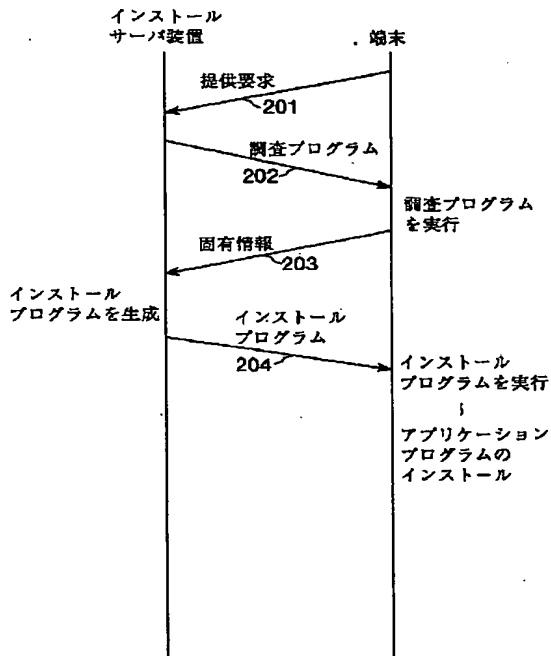 インストール
サーバ装置
端末
提供要求
201
調査プログラム
202
調査プログラム
を実行
固有情報
203
インストール
プログラムを生成
インストール
プログラム
204
インストール
プログラムを実行
〜
アプリケーション
プログラムの
インストール